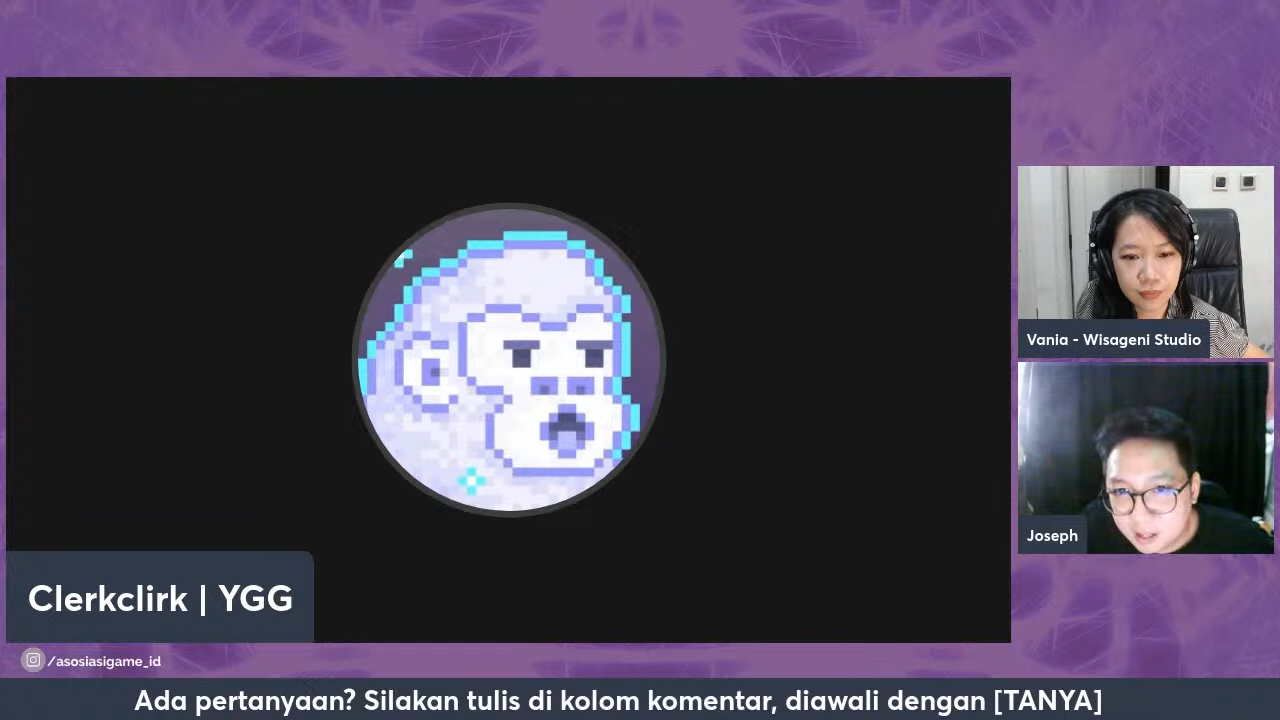 Vania - Wisageni Studio
Joseph
Clerkclirk | YGG
/asosiasigame_id
Ada pertanyaan? Silakan tulis di kolom komentar, diawali dengan [TANYA]